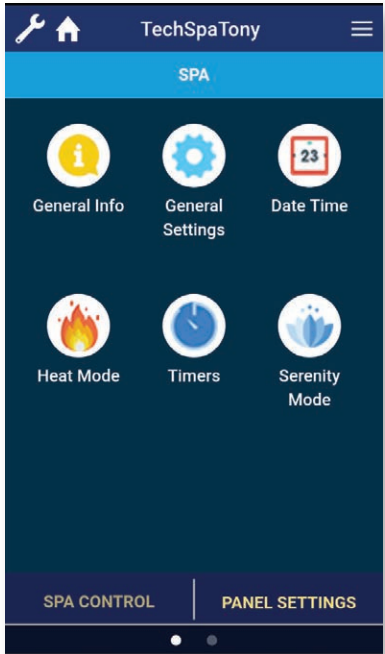 TechSpaTony
SPA
23
General Info
General
Settings
Date Time
Heat Mode
Timers
Serenity
Mode
SPA CONTROL
PANEL SETTINGS